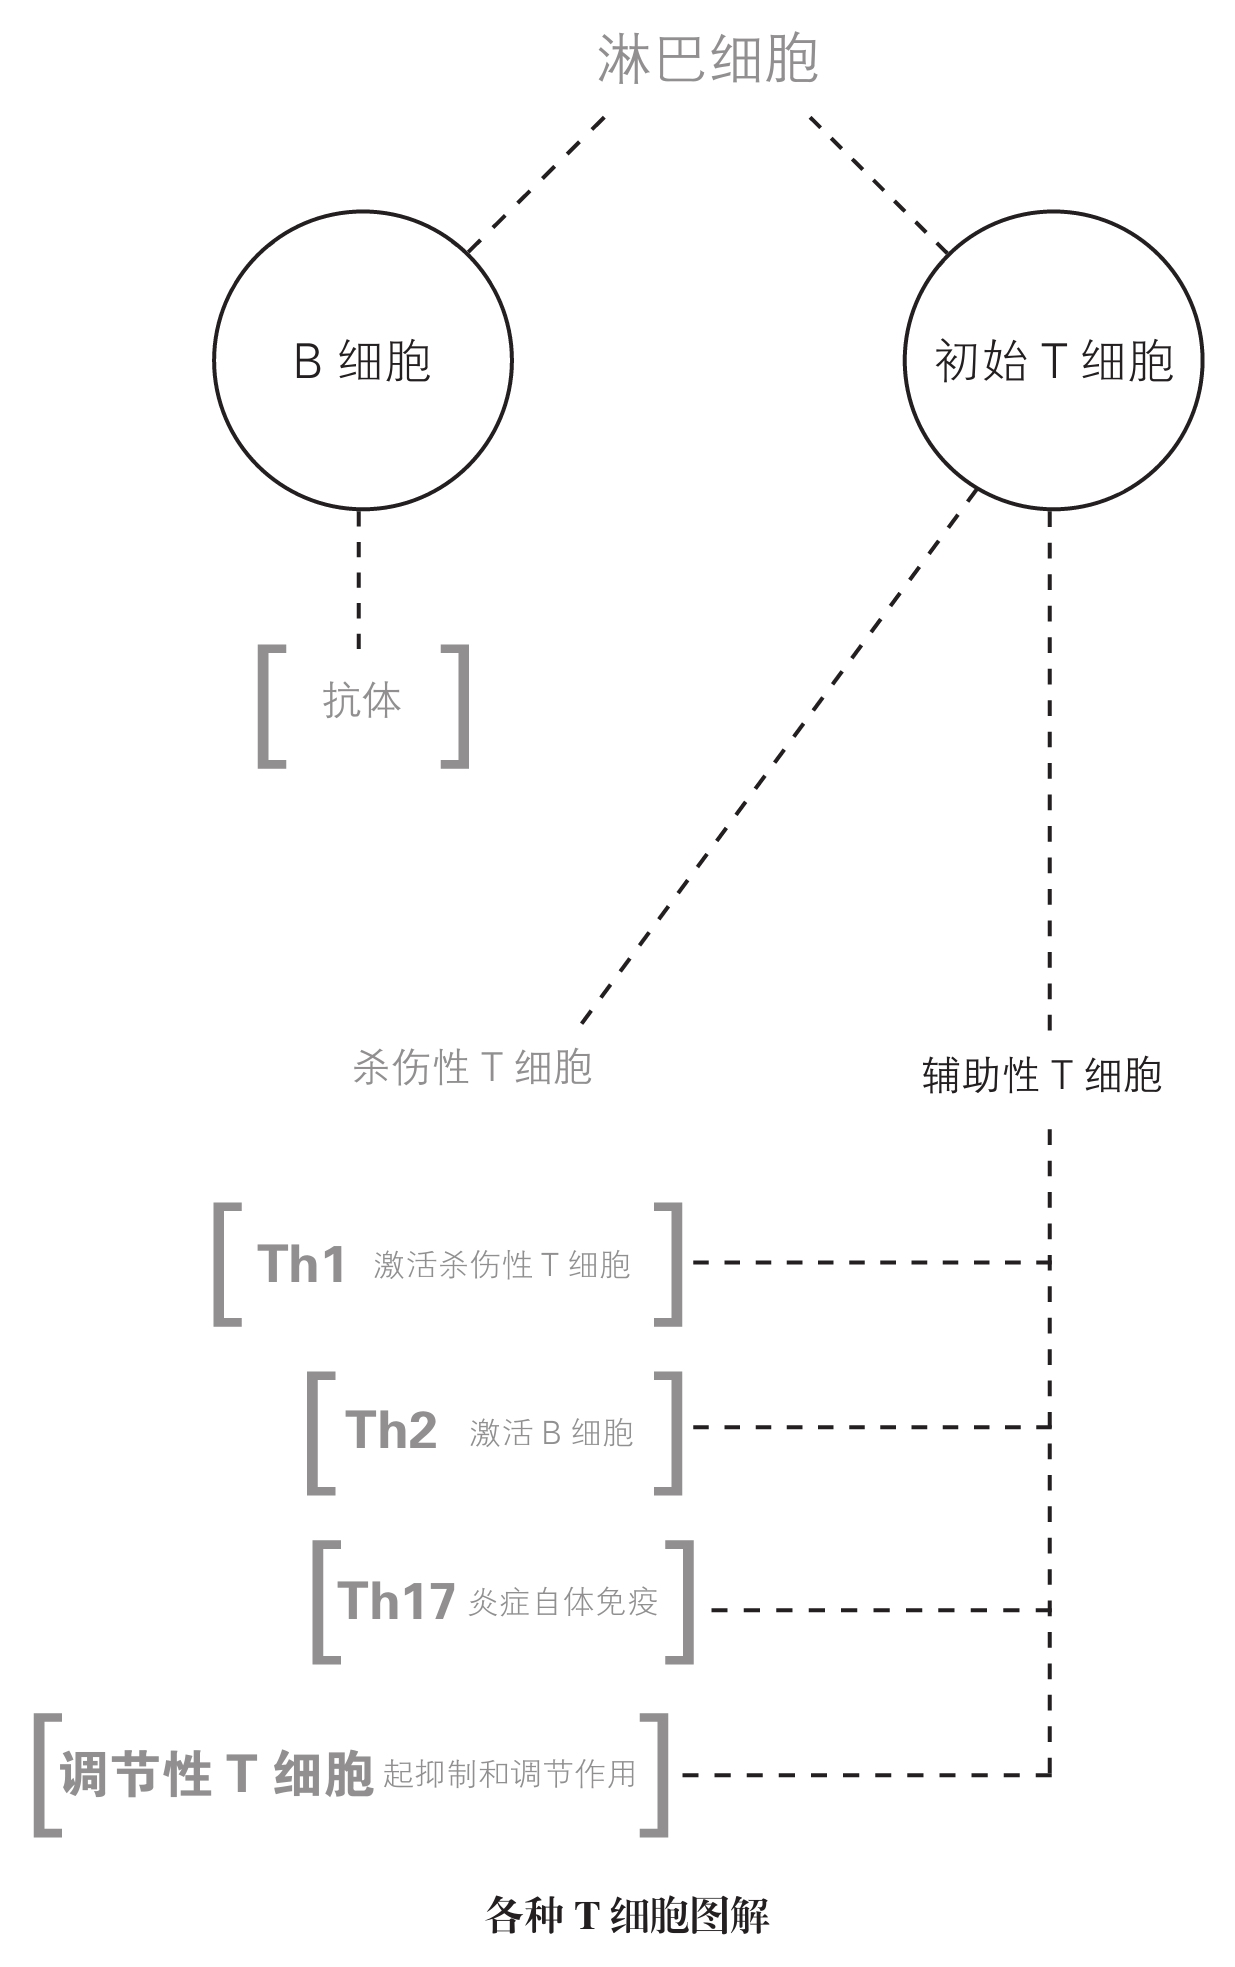 淋巴细胞
B 细胞
初始 T 细胞
[ 抗体 ]
杀伤性 T 细胞
辅助性 T 细胞
[ Th1 激活杀伤性 T 细胞 ]
[ Th2 激活 B 细胞 ]
[ Th17 炎症自体免疫 ]
[ 调节性 T 细胞 起抑制和调节作用 ]
各种 T 细胞图解